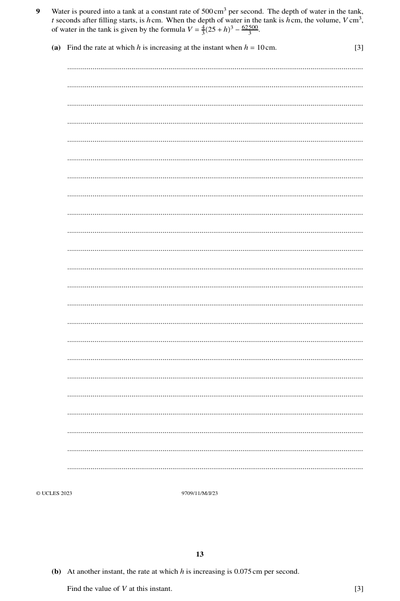 9 Water is poured into a tank at a constant rate of 500 cm³ per second. The depth of water in the tank,
t seconds after filling starts, is h cm. When the depth of water in the tank is h cm, the volume, V cm³,
of water in the tank is given by the formula V = 4/3(25 + h)³ − 62500/3.
(a) Find the rate at which h is increasing at the instant when h = 10 cm. [3]
© UCLES 2023 9709/11/M/J/23
13
(b) At another instant, the rate at which h is increasing is 0.075 cm per second.
Find the value of V at this instant. [3]